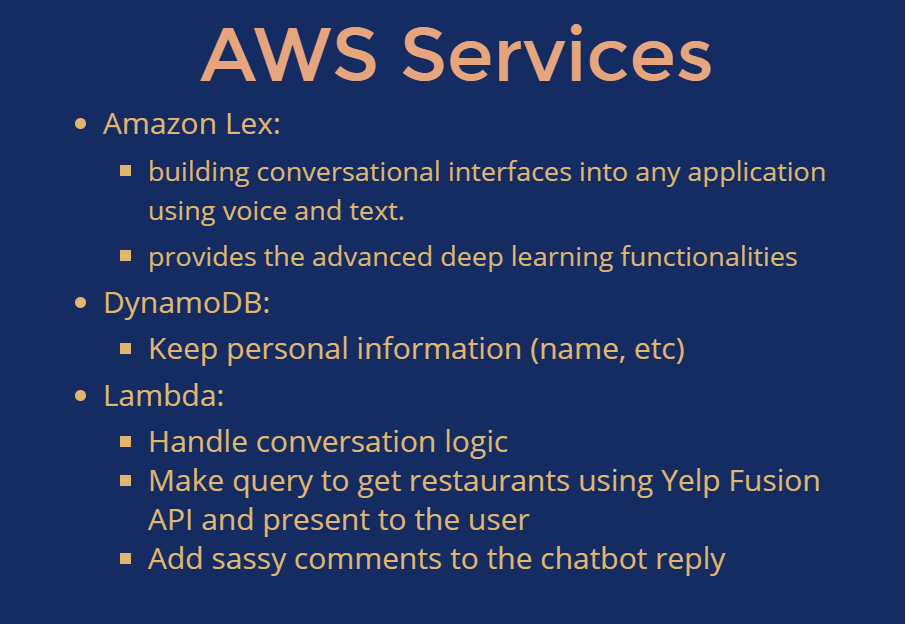 AWS Services
• Amazon Lex:
▪ building conversational interfaces into any application
using voice and text.
▪ provides the advanced deep learning functionalities
• DynamoDB:
▪ Keep personal information (name, etc)
• Lambda:
▪ Handle conversation logic
▪ Make query to get restaurants using Yelp Fusion
API and present to the user
▪ Add sassy comments to the chatbot reply